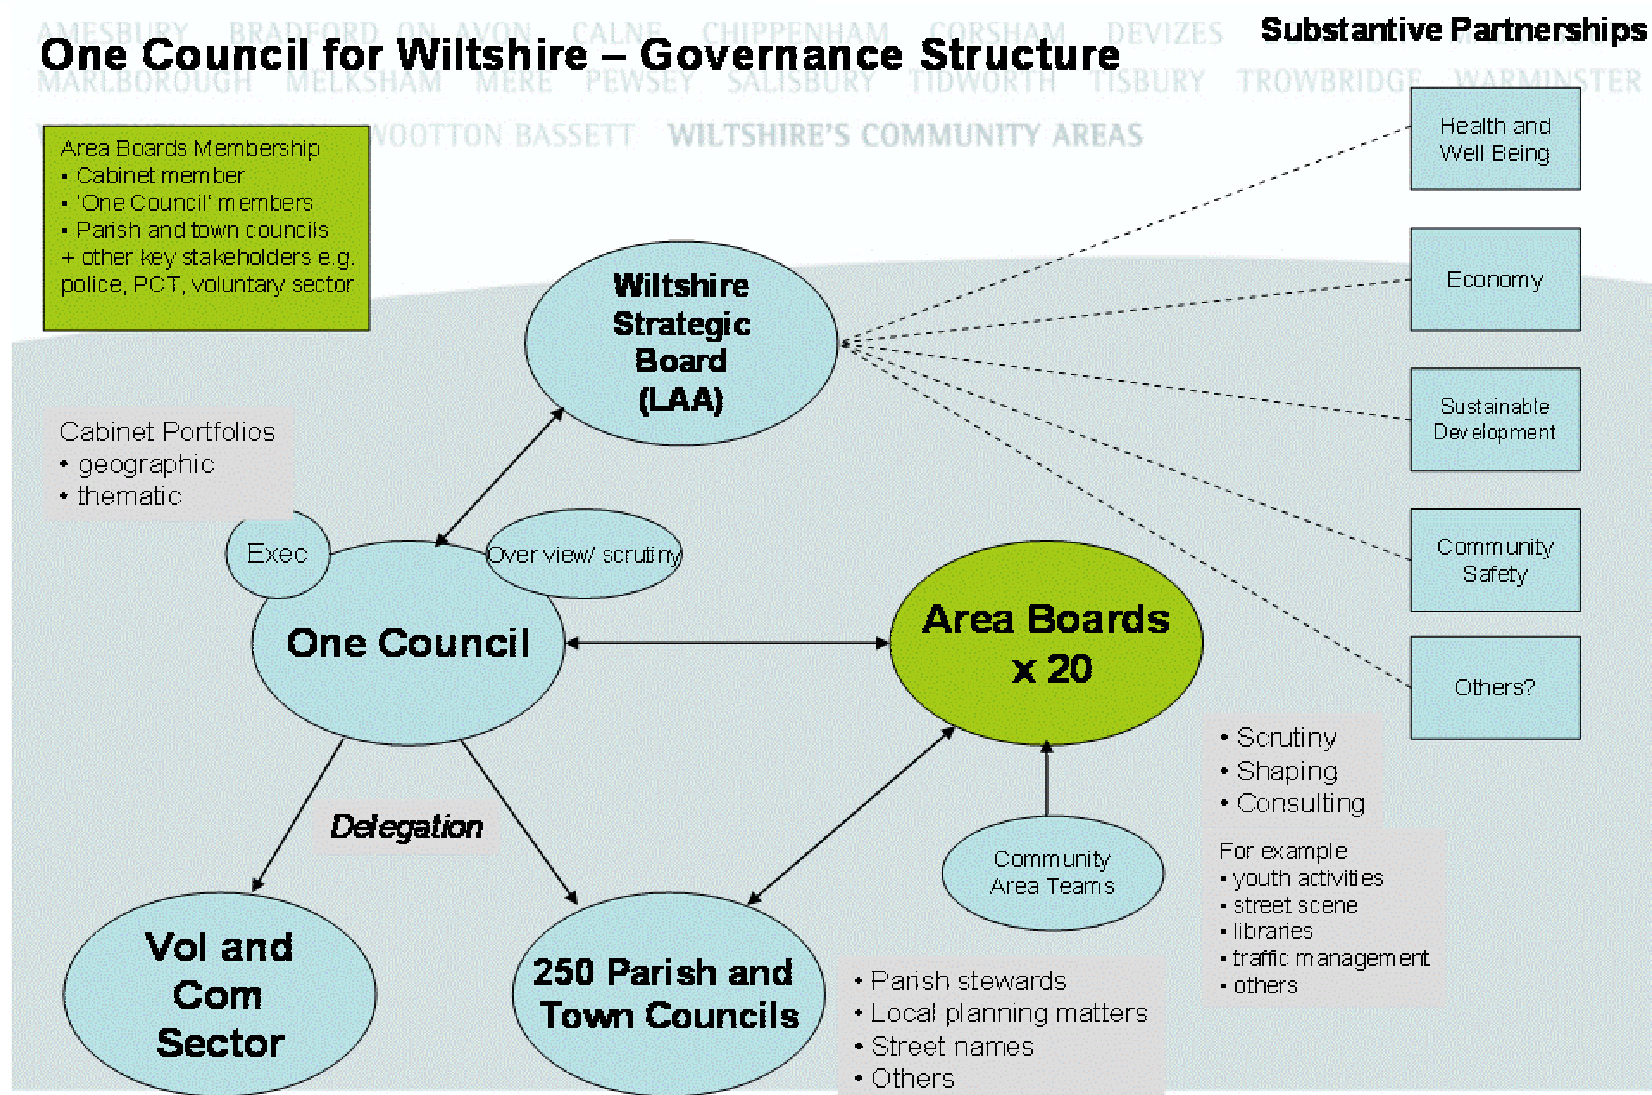 AMESBURY BRADFORD ON AVON CALNE CHIPPENHAM CORSHAM DEVIZES
Substantive Partnerships
One Council for Wiltshire – Governance Structure
MARLBOROUGH MELKSHAM MERE PEWSEY SALISBURY TIDWORTH TISBURY TROWBRIDGE WARMINSTER
WOOTTON BASSETT WILTSHIRE'S COMMUNITY AREAS
Area Boards Membership
▪ Cabinet member
▪ 'One Council' members
▪ Parish and town councils
+ other key stakeholders e.g.
police, PCT, voluntary sector
Health and
Well Being
Economy
Sustainable
Development
Community
Safety
Others?
Wiltshire
Strategic
Board
(LAA)
Cabinet Portfolios
• geographic
• thematic
Exec
Over view/ scrutiny
One Council
Area Boards
x 20
• Scrutiny
• Shaping
• Consulting
Delegation
Community
Area Teams
For example
▪ youth activities
▪ street scene
▪ libraries
▪ traffic management
▪ others
Vol and
Com
Sector
250 Parish and
Town Councils
• Parish stewards
• Local planning matters
• Street names
• Others